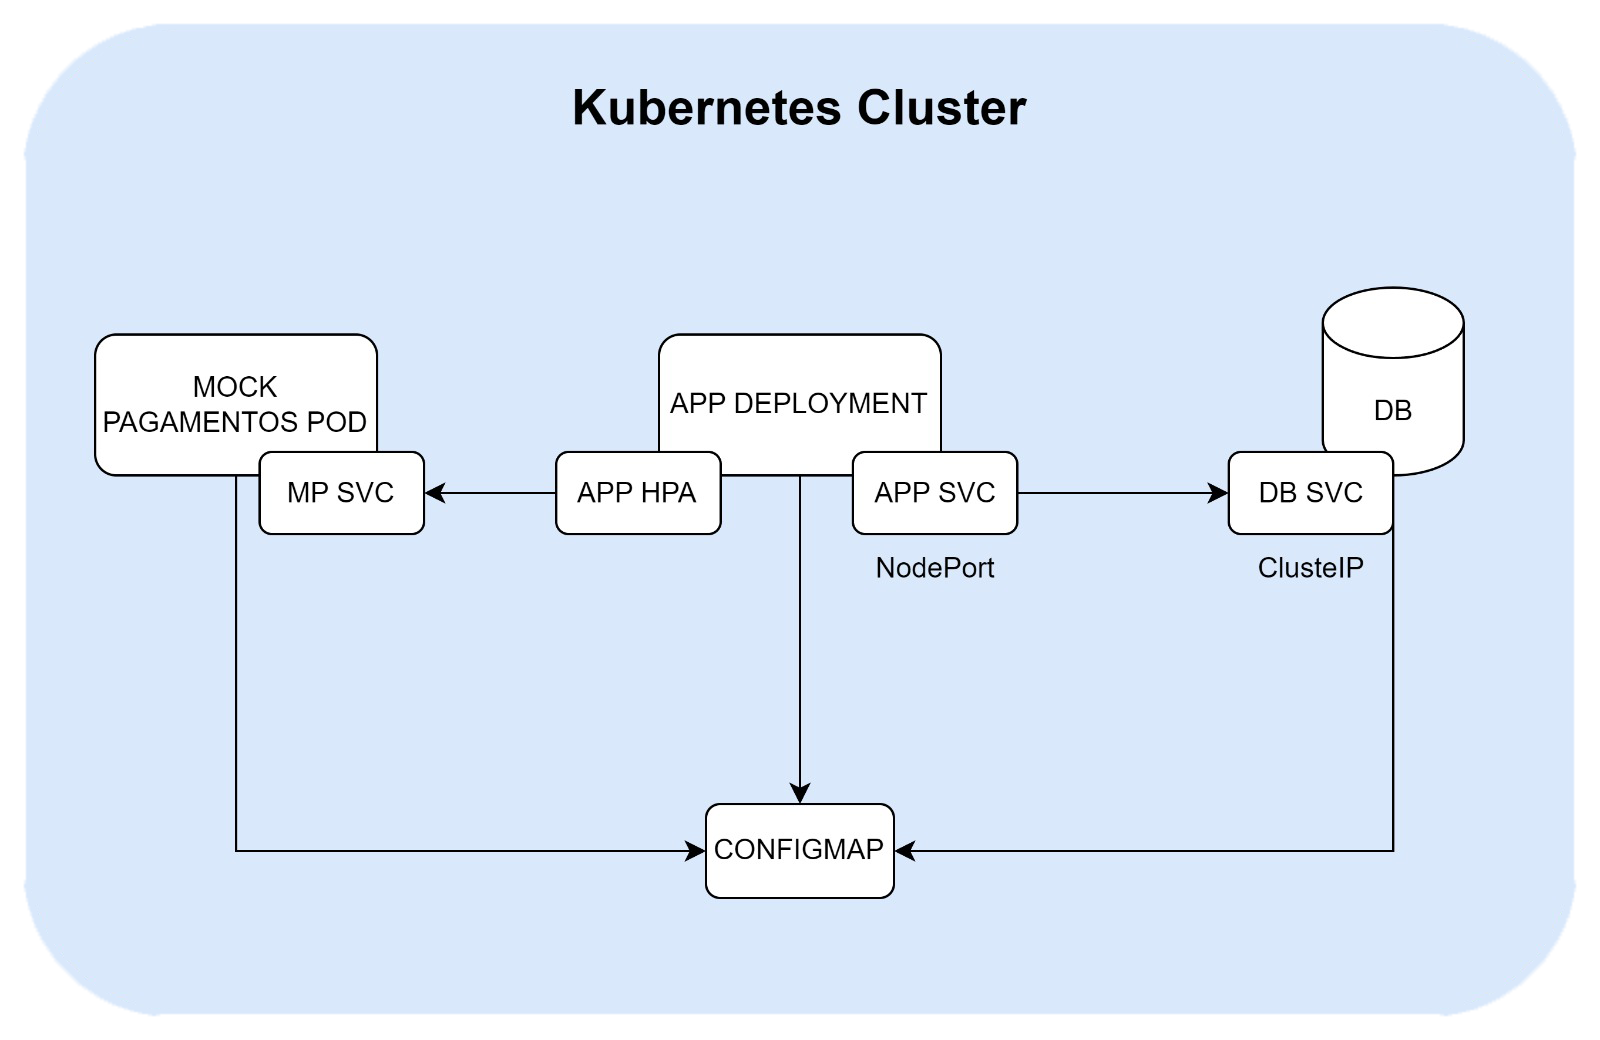 Kubernetes Cluster
MOCK
PAGAMENTOS POD
MP SVC
APP DEPLOYMENT
APP HPA
APP SVC
NodePort
DB
DB SVC
ClusteIP
CONFIGMAP